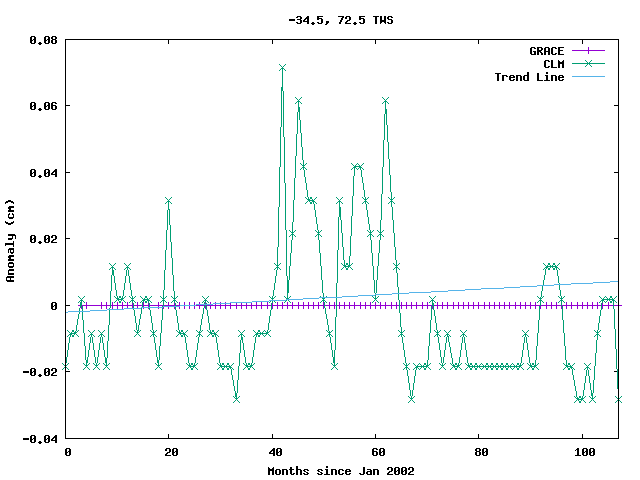 -34.5, 72.5 TWS
GRACE
CLM
Trend Line
0.08
0.06
0.04
0.02
0
-0.02
-0.04
Anomaly (cm)
0 20 40 60 80 100
Months since Jan 2002